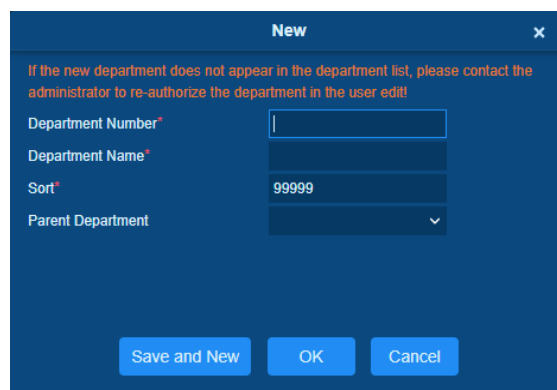 New
×
If the new department does not appear in the department list, please contact the
administrator to re-authorize the department in the user edit!
Department Number*
Department Name*
Sort* 99999
Parent Department
Save and New OK Cancel